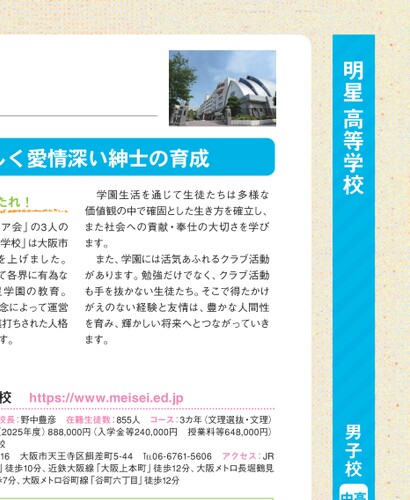 明星高等学校
しく愛情深い紳士の育成
たれ！
ア会」の3人の
学校」は大阪市
を上げました。
て各界に有為な
星学園の教育。
念によって運営
裏打ちされた人格
す。
学園生活を通じて生徒たちは多様な
価値観の中で確固とした生き方を確立し、
また社会への貢献・奉仕の大切さを学び
ます。
また、学園には活気あふれるクラブ活動
があります。勉強だけでなく、クラブ活動
も手を抜かない生徒たち。そこで得たかけ
がえのない経験と友情は、豊かな人間性
を育み、輝かしい将来へとつながっていき
ます。
校 https://www.meisei.ed.jp
校長：野中豊彦 在籍生徒数：855人 コース：3カ年（文理選抜・文理）
（2025年度）888,000円（入学金等240,000円 授業料等648,000円）
校
16 大阪市天王寺区餌差町5-44 TEL06-6761-5606 アクセス：JR
」徒歩10分、近鉄大阪線「大阪上本町」徒歩12分、大阪メトロ長堀鶴見
歩7分、大阪メトロ谷町線「谷町六丁目」徒歩12分
男子校
中高